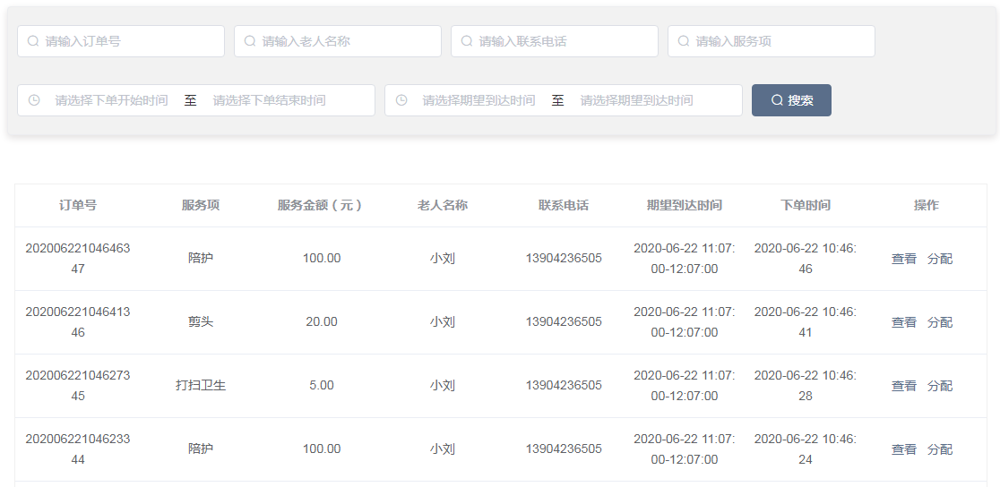 请输入订单号 请输入老人名称 请输入联系电话 请输入服务项
请选择下单开始时间 至 请选择下单结束时间 请选择期望到达时间 至 请选择期望到达时间 搜索
订单号 服务项 服务金额（元） 老人名称 联系电话 期望到达时间 下单时间 操作
202006221046463 2020-06-22 11:07: 2020-06-22 10:46:
陪护 100.00 小刘 13904236505 查看 分配
47 00-12:07:00 46
202006221046413 2020-06-22 11:07: 2020-06-22 10:46:
剪头 20.00 小刘 13904236505 查看 分配
46 00-12:07:00 41
202006221046273 2020-06-22 11:07: 2020-06-22 10:46:
打扫卫生 5.00 小刘 13904236505 查看 分配
45 00-12:07:00 28
202006221046233 2020-06-22 11:07: 2020-06-22 10:46:
陪护 100.00 小刘 13904236505 查看 分配
44 00-12:07:00 24